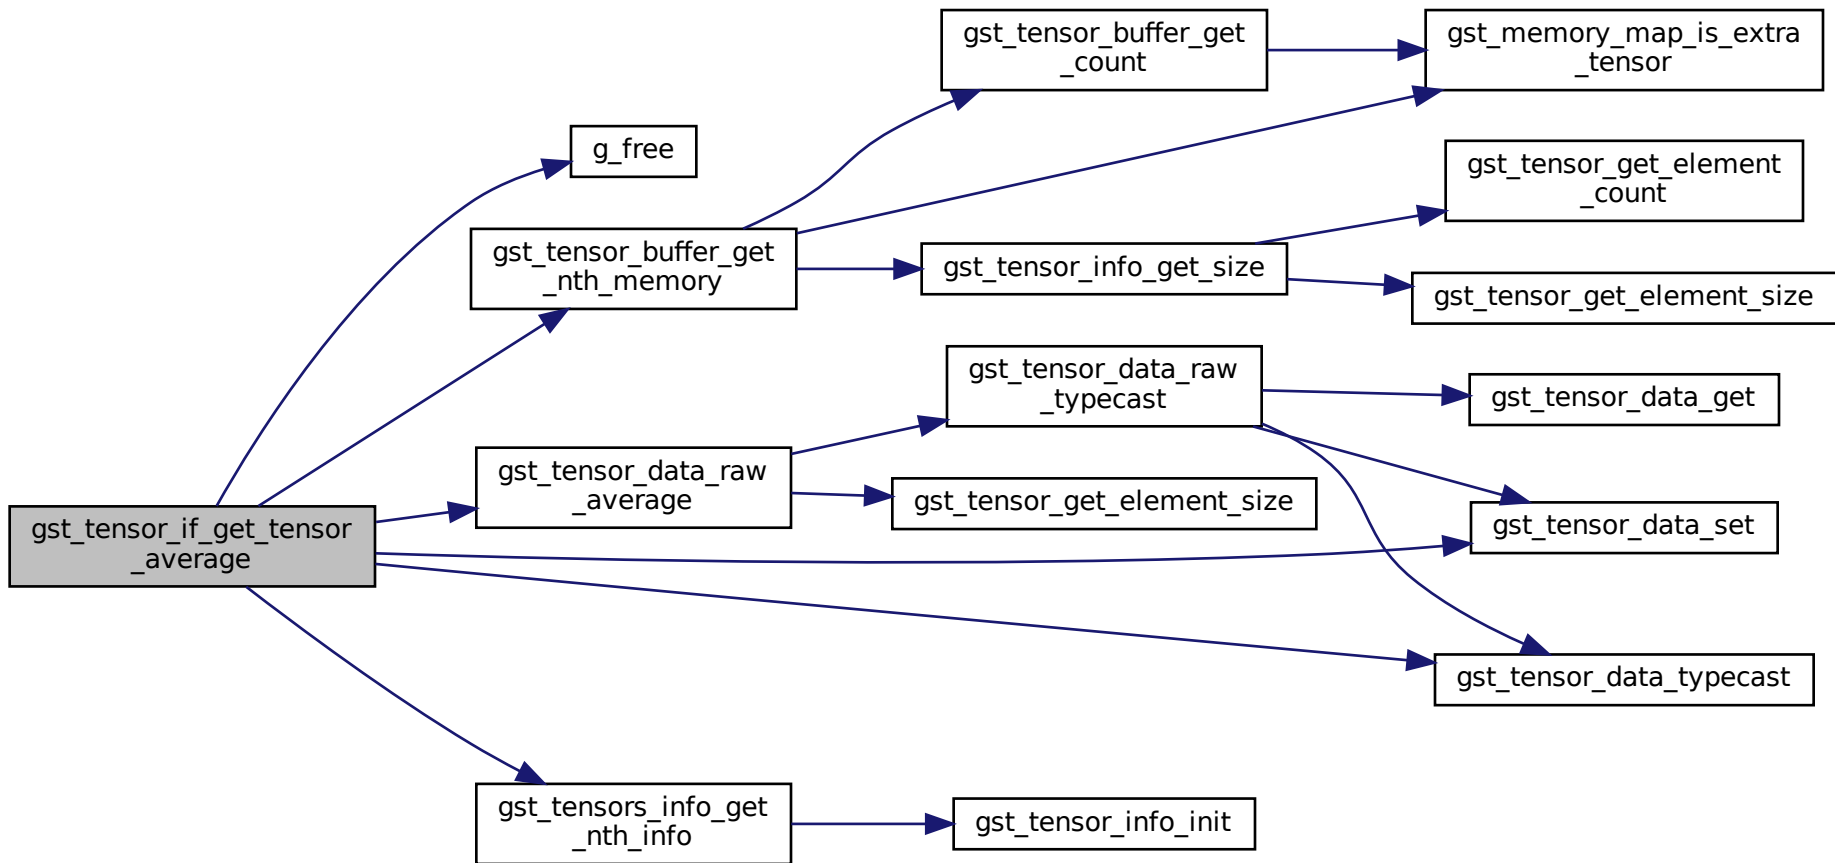 gst_tensor_if_get_tensor
_average
g_free
gst_tensor_buffer_get
_nth_memory
gst_tensor_data_raw
_average
gst_tensors_info_get
_nth_info
gst_tensor_buffer_get
_count
gst_tensor_info_get_size
gst_tensor_data_raw
_typecast
gst_tensor_get_element_size
gst_tensor_info_init
gst_memory_map_is_extra
_tensor
gst_tensor_get_element
_count
gst_tensor_get_element_size
gst_tensor_data_get
gst_tensor_data_set
gst_tensor_data_typecast